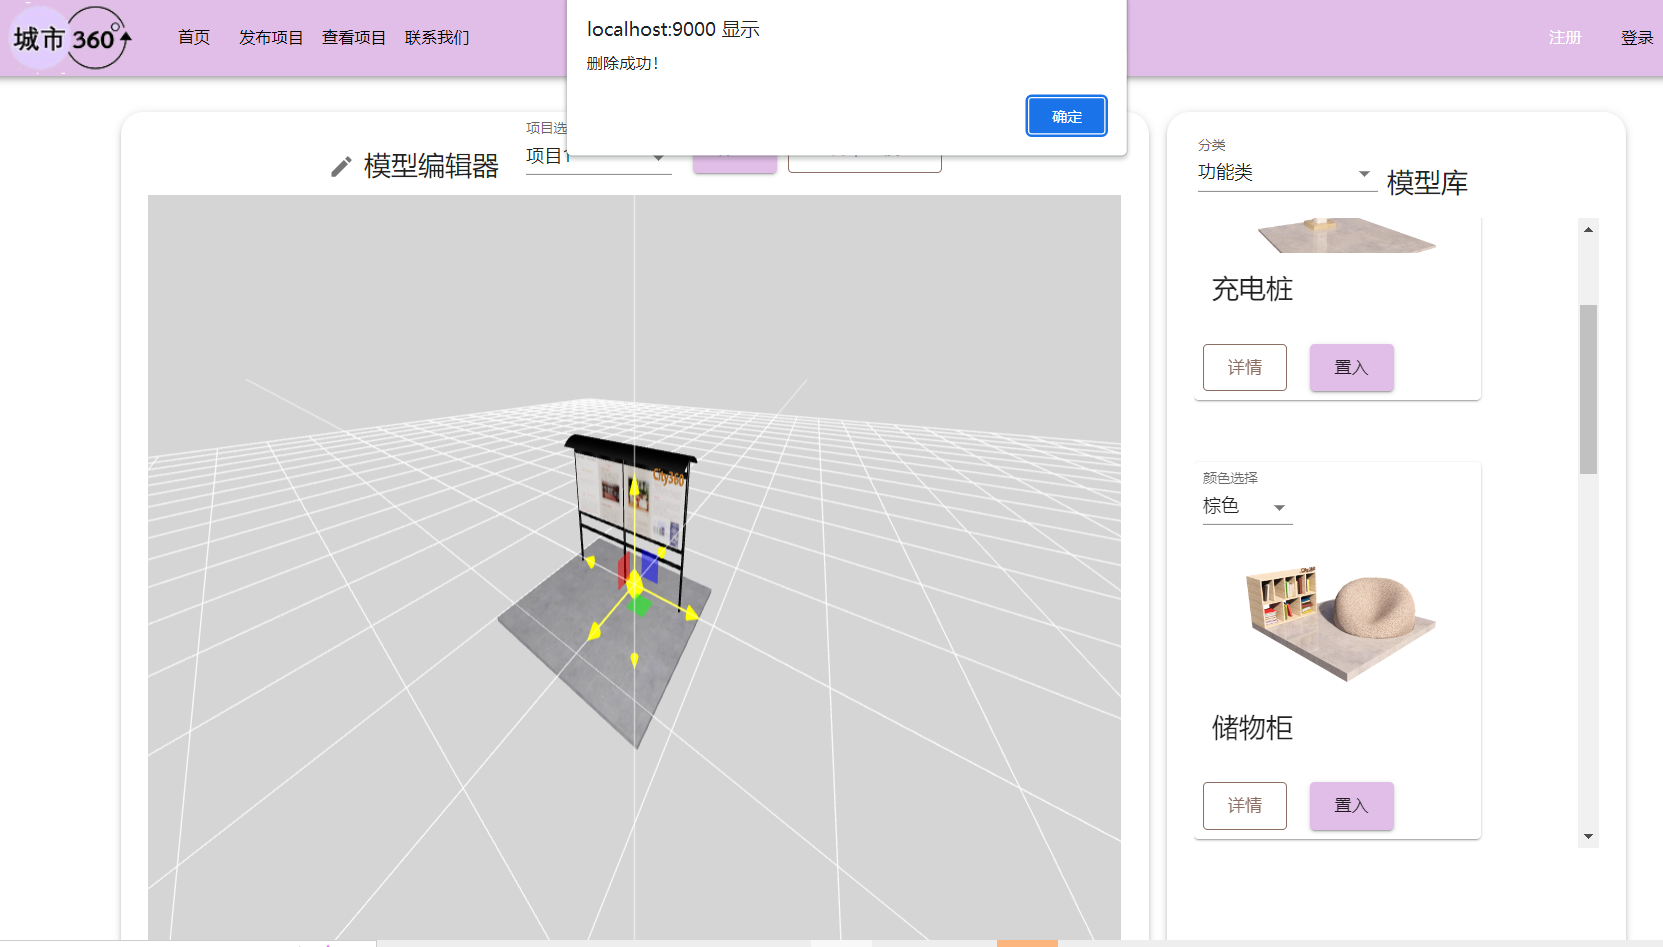 城市 360°
首页 发布项目 查看项目 联系我们
注册 登录
localhost:9000 显示
删除成功！
确定
模型编辑器
项目选
项目1
City360
分类
功能类
模型库
充电桩
详情 置入
颜色选择
棕色
City360
储物柜
详情 置入